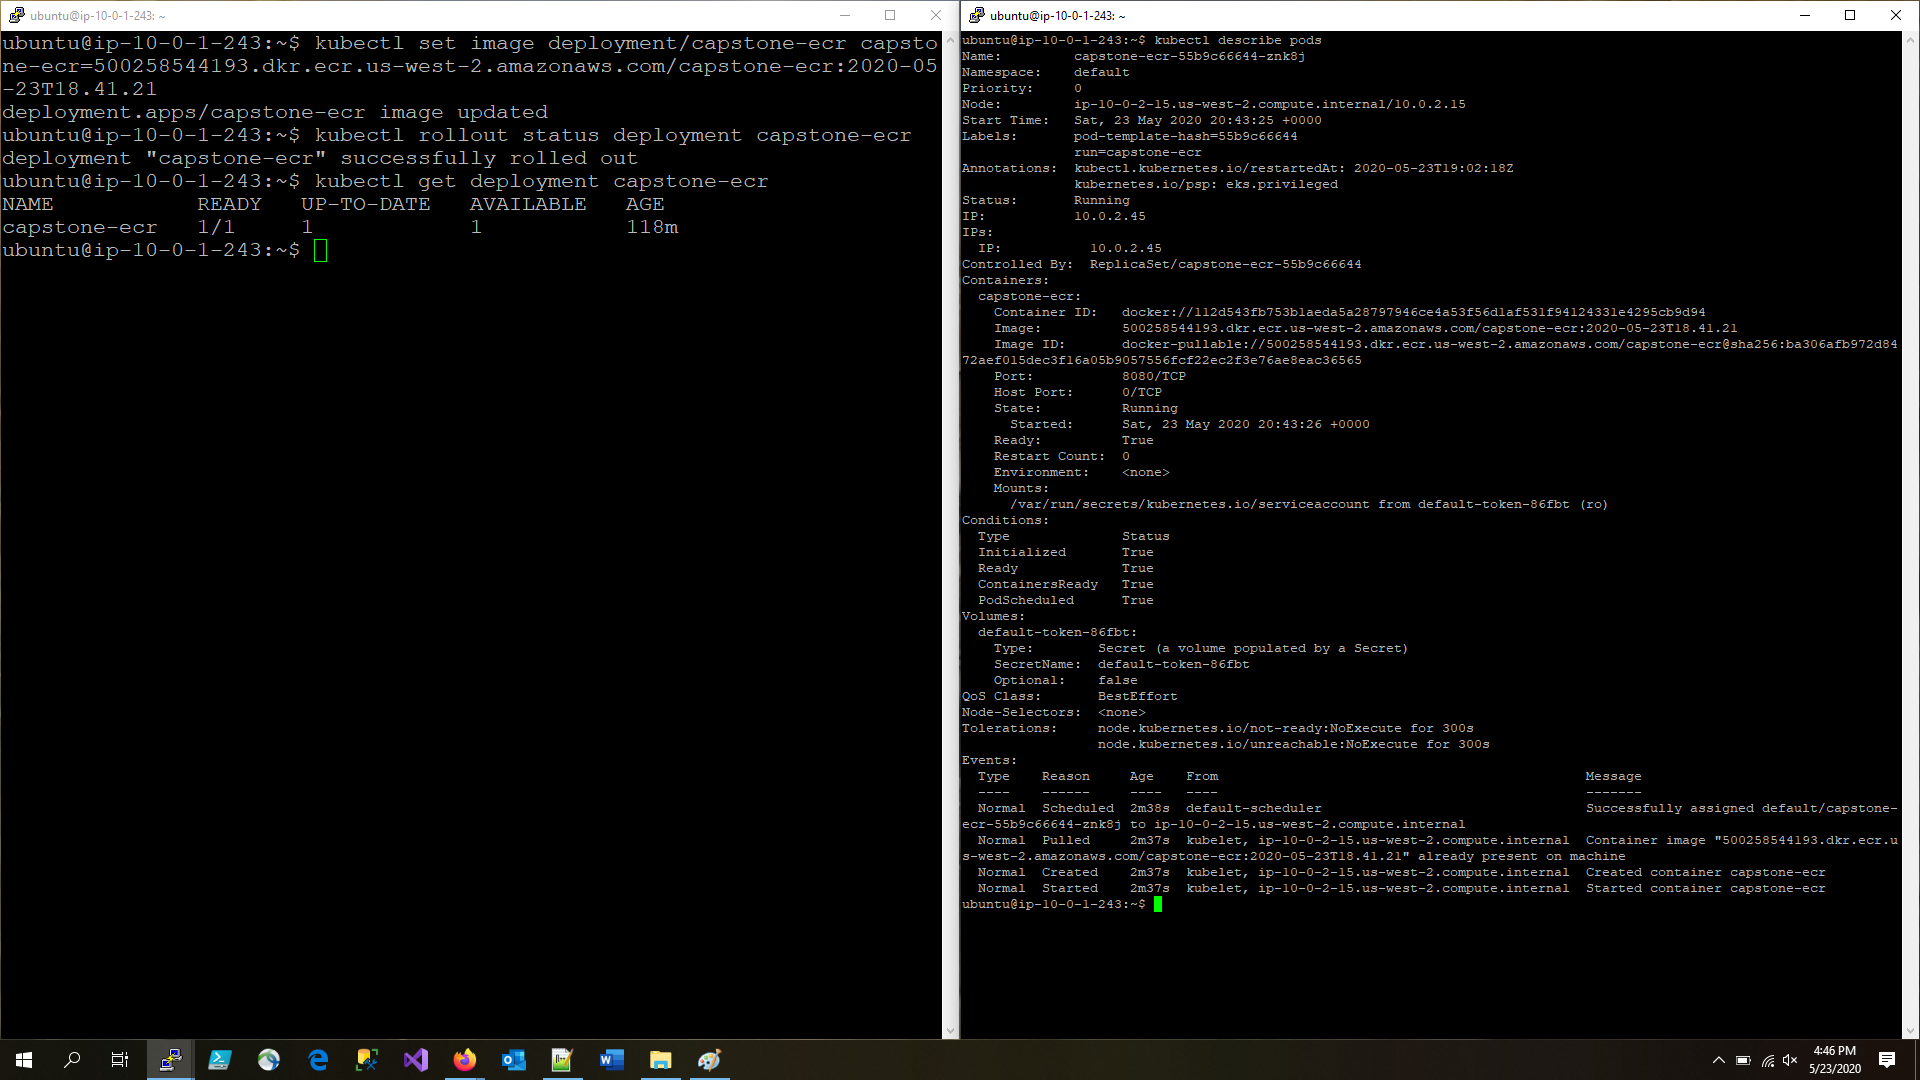 ubuntu@ip-10-0-1-243: ~
ubuntu@ip-10-0-1-243:~$ kubectl set image deployment/capstone-ecr capsto
ne-ecr=500258544193.dkr.ecr.us-west-2.amazonaws.com/capstone-ecr:2020-05
-23T18.41.21
deployment.apps/capstone-ecr image updated
ubuntu@ip-10-0-1-243:~$ kubectl rollout status deployment capstone-ecr
deployment "capstone-ecr" successfully rolled out
ubuntu@ip-10-0-1-243:~$ kubectl get deployment capstone-ecr
NAME           READY   UP-TO-DATE   AVAILABLE   AGE
capstone-ecr   1/1     1            1           118m
ubuntu@ip-10-0-1-243:~$
ubuntu@ip-10-0-1-243: ~
ubuntu@ip-10-0-1-243:~$ kubectl describe pods
Name:         capstone-ecr-55b9c66644-znk8j
Namespace:    default
Priority:     0
Node:         ip-10-0-2-15.us-west-2.compute.internal/10.0.2.15
Start Time:   Sat, 23 May 2020 20:43:25 +0000
Labels:       pod-template-hash=55b9c66644
              run=capstone-ecr
Annotations:  kubectl.kubernetes.io/restartedAt: 2020-05-23T19:02:18Z
              kubernetes.io/psp: eks.privileged
Status:       Running
IP:           10.0.2.45
IPs:
  IP:           10.0.2.45
Controlled By:  ReplicaSet/capstone-ecr-55b9c66644
Containers:
  capstone-ecr:
    Container ID:   docker://112d543fb753b1aeda5a28797946ce4a53f56d1af531f94124331e4295cb9d94
    Image:          500258544193.dkr.ecr.us-west-2.amazonaws.com/capstone-ecr:2020-05-23T18.41.21
    Image ID:       docker-pullable://500258544193.dkr.ecr.us-west-2.amazonaws.com/capstone-ecr@sha256:ba306afb972d84
72aef015dec3f16a05b9057556fcf22ec2f3e76ae8eac36565
    Port:           8080/TCP
    Host Port:      0/TCP
    State:          Running
      Started:      Sat, 23 May 2020 20:43:26 +0000
    Ready:          True
    Restart Count:  0
    Environment:    <none>
    Mounts:
      /var/run/secrets/kubernetes.io/serviceaccount from default-token-86fbt (ro)
Conditions:
  Type              Status
  Initialized       True
  Ready             True
  ContainersReady   True
  PodScheduled      True
Volumes:
  default-token-86fbt:
    Type:        Secret (a volume populated by a Secret)
    SecretName:  default-token-86fbt
    Optional:    false
QoS Class:       BestEffort
Node-Selectors:  <none>
Tolerations:     node.kubernetes.io/not-ready:NoExecute for 300s
                 node.kubernetes.io/unreachable:NoExecute for 300s
Events:
  Type    Reason     Age    From                                              Message
  ----    ------     ----   ----                                              -------
  Normal  Scheduled  2m38s  default-scheduler                                 Successfully assigned default/capstone-
ecr-55b9c66644-znk8j to ip-10-0-2-15.us-west-2.compute.internal
  Normal  Pulled     2m37s  kubelet, ip-10-0-2-15.us-west-2.compute.internal  Container image "500258544193.dkr.ecr.u
s-west-2.amazonaws.com/capstone-ecr:2020-05-23T18.41.21" already present on machine
  Normal  Created    2m37s  kubelet, ip-10-0-2-15.us-west-2.compute.internal  Created container capstone-ecr
  Normal  Started    2m37s  kubelet, ip-10-0-2-15.us-west-2.compute.internal  Started container capstone-ecr
ubuntu@ip-10-0-1-243:~$
4:46 PM
5/23/2020